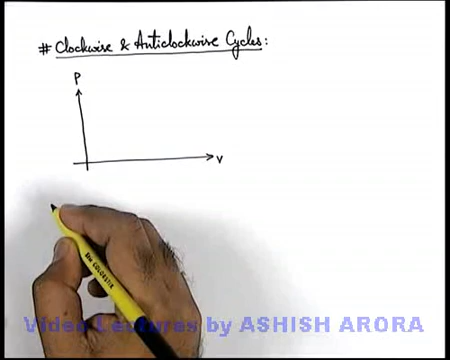 # Clockwise & Anticlockwise Cycles:
P
V
Video Lectures by ASHISH ARORA